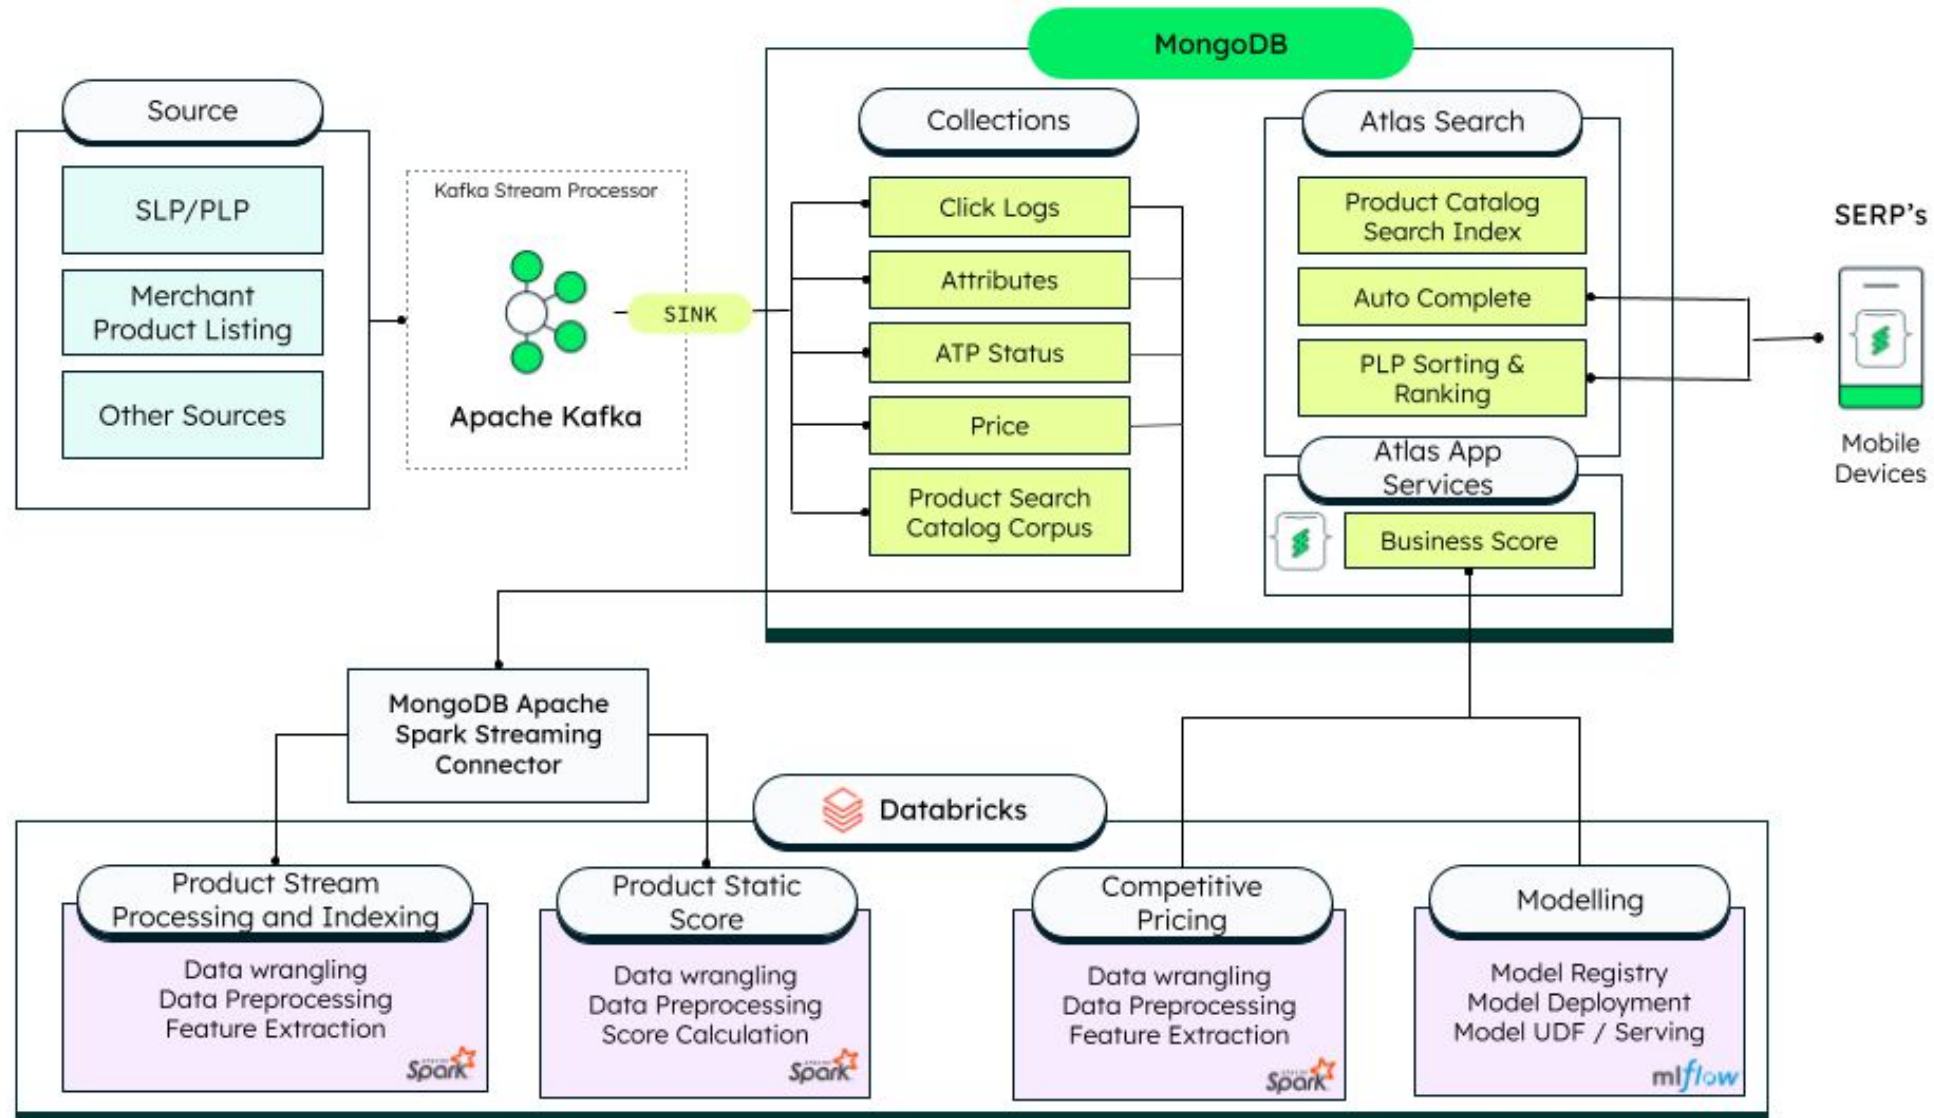 MongoDB
Source
SLP/PLP
Merchant
Product Listing
Other Sources
Kafka Stream Processor
Apache Kafka
SINK
Collections
Click Logs
Attributes
ATP Status
Price
Product Search
Catalog Corpus
Atlas Search
Product Catalog
Search Index
Auto Complete
PLP Sorting &
Ranking
Atlas App
Services
Business Score
SERP's
Mobile
Devices
MongoDB Apache
Spark Streaming
Connector
Databricks
Product Stream
Processing and Indexing
Data wrangling
Data Preprocessing
Feature Extraction
APACHE
Spark
Product Static
Score
Data wrangling
Data Preprocessing
Score Calculation
APACHE
Spark
Competitive
Pricing
Data wrangling
Data Preprocessing
Feature Extraction
APACHE
Spark
Modelling
Model Registry
Model Deployment
Model UDF / Serving
mlflow